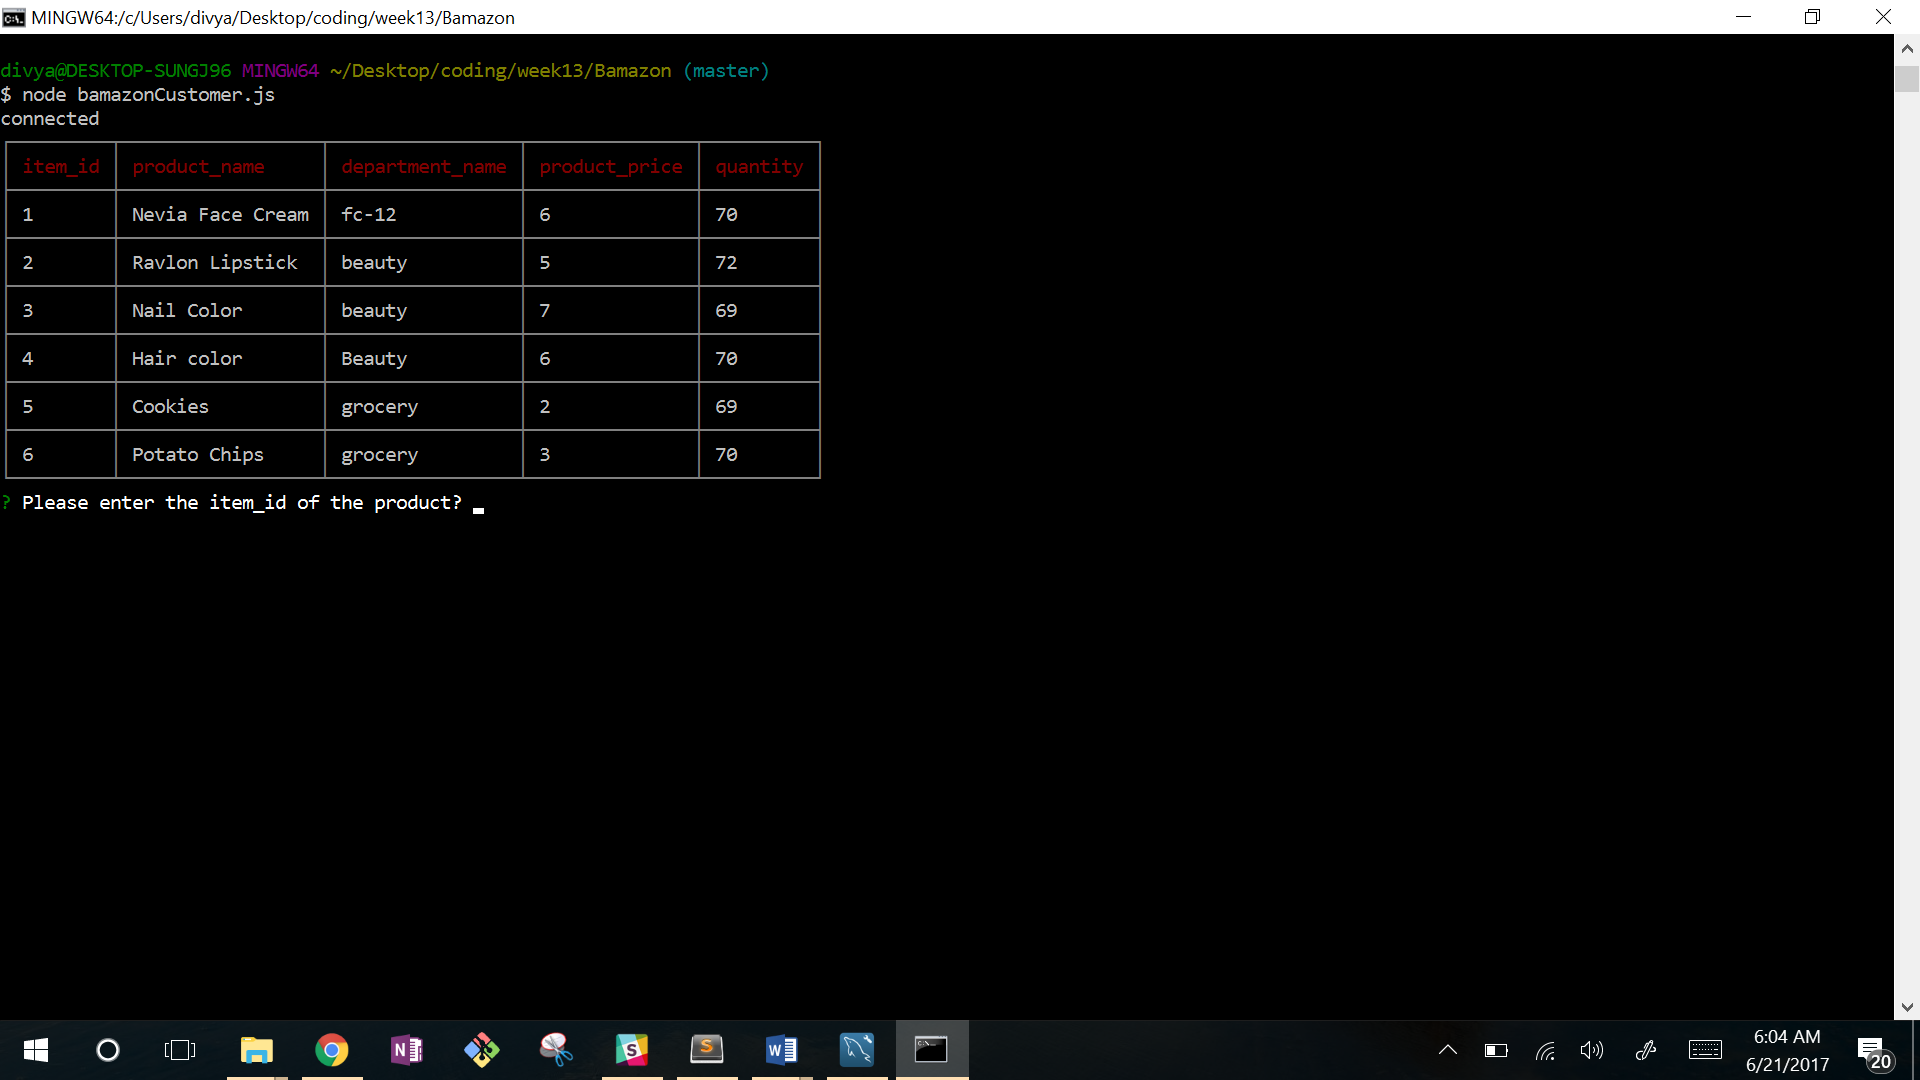 MINGW64:/c/Users/divya/Desktop/coding/week13/Bamazon
divya@DESKTOP-SUNGJ96 MINGW64 ~/Desktop/coding/week13/Bamazon (master)
$ node bamazonCustomer.js
connected
item_id product_name department_name product_price quantity
1 Nevia Face Cream fc-12 6 70
2 Ravlon Lipstick beauty 5 72
3 Nail Color beauty 7 69
4 Hair color Beauty 6 70
5 Cookies grocery 2 69
6 Potato Chips grocery 3 70
? Please enter the item_id of the product?
6:04 AM
6/21/2017
20